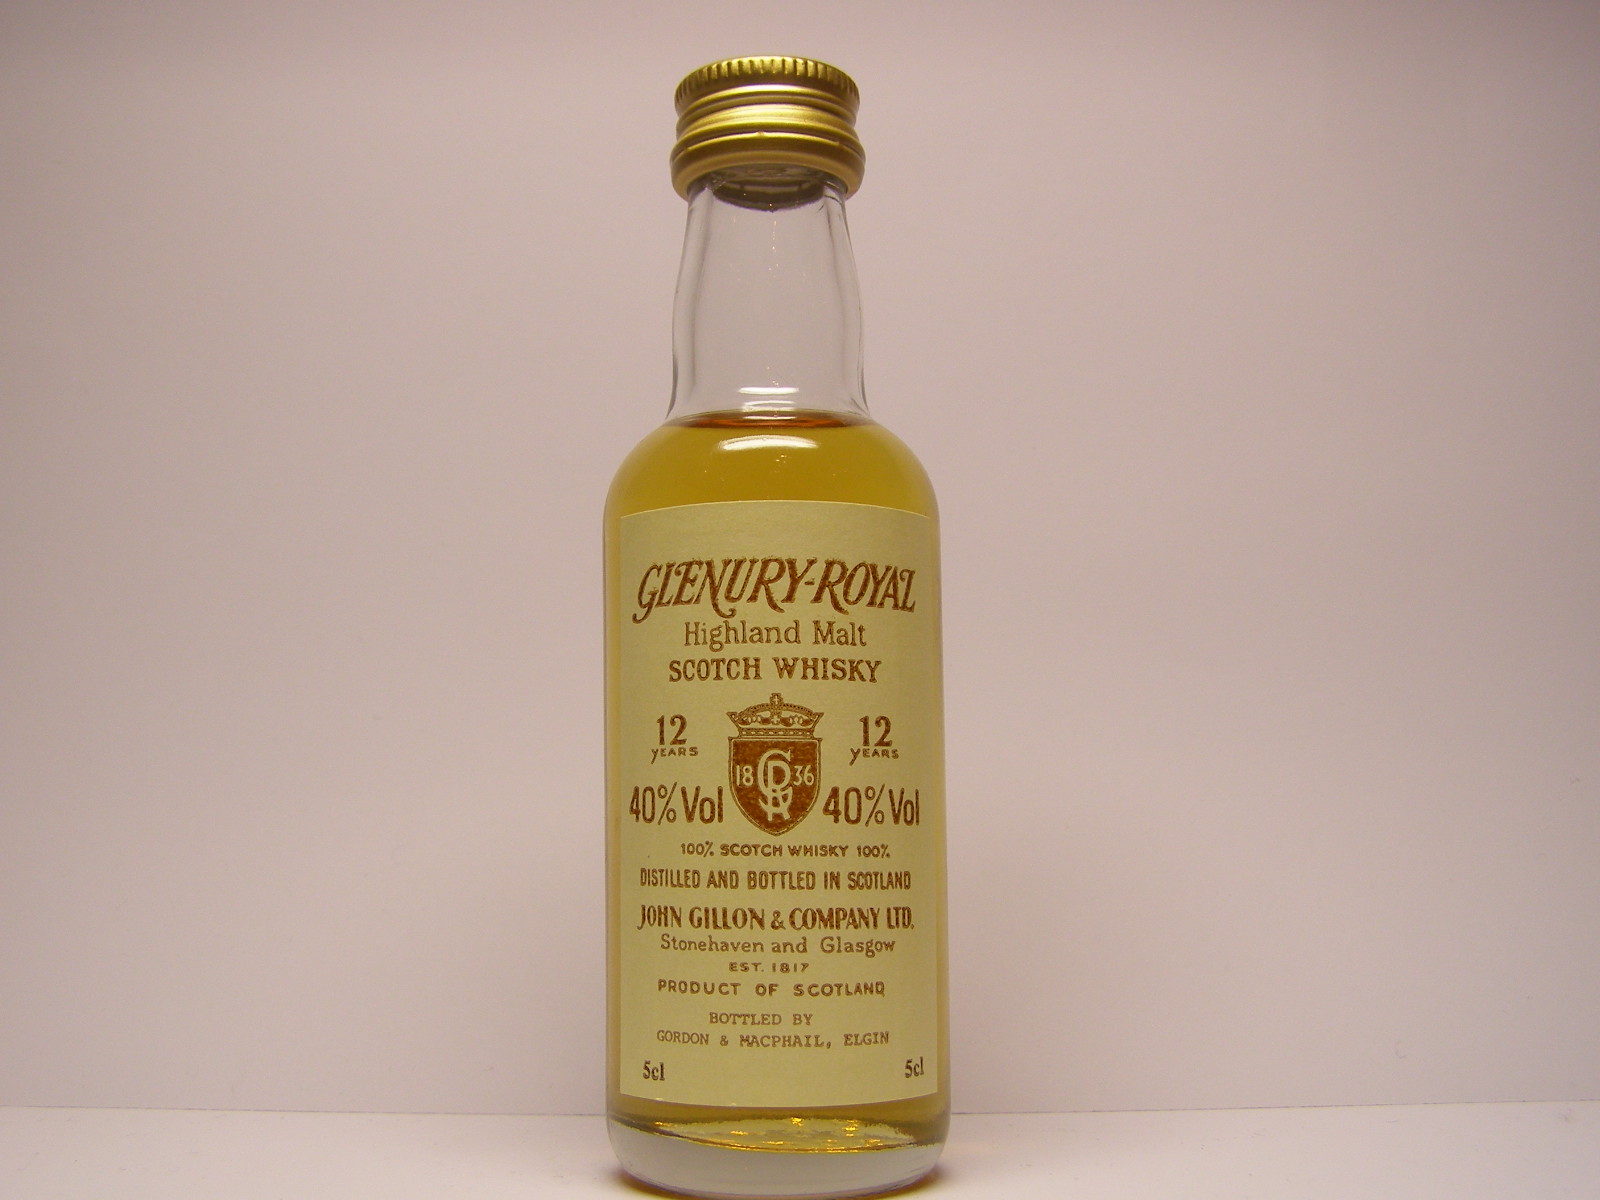 GLENURY-ROYAL
Highland Malt
SCOTCH WHISKY
12 12
YEARS YEARS
18 36
40% Vol 40% Vol
100% SCOTCH WHISKY 100%
DISTILLED AND BOTTLED IN SCOTLAND
JOHN GILLON & COMPANY LTD.
Stonehaven and Glasgow
EST. 1817
PRODUCT OF SCOTLAND
BOTTLED BY
GORDON & MACPHAIL, ELGIN
5cl 5cl